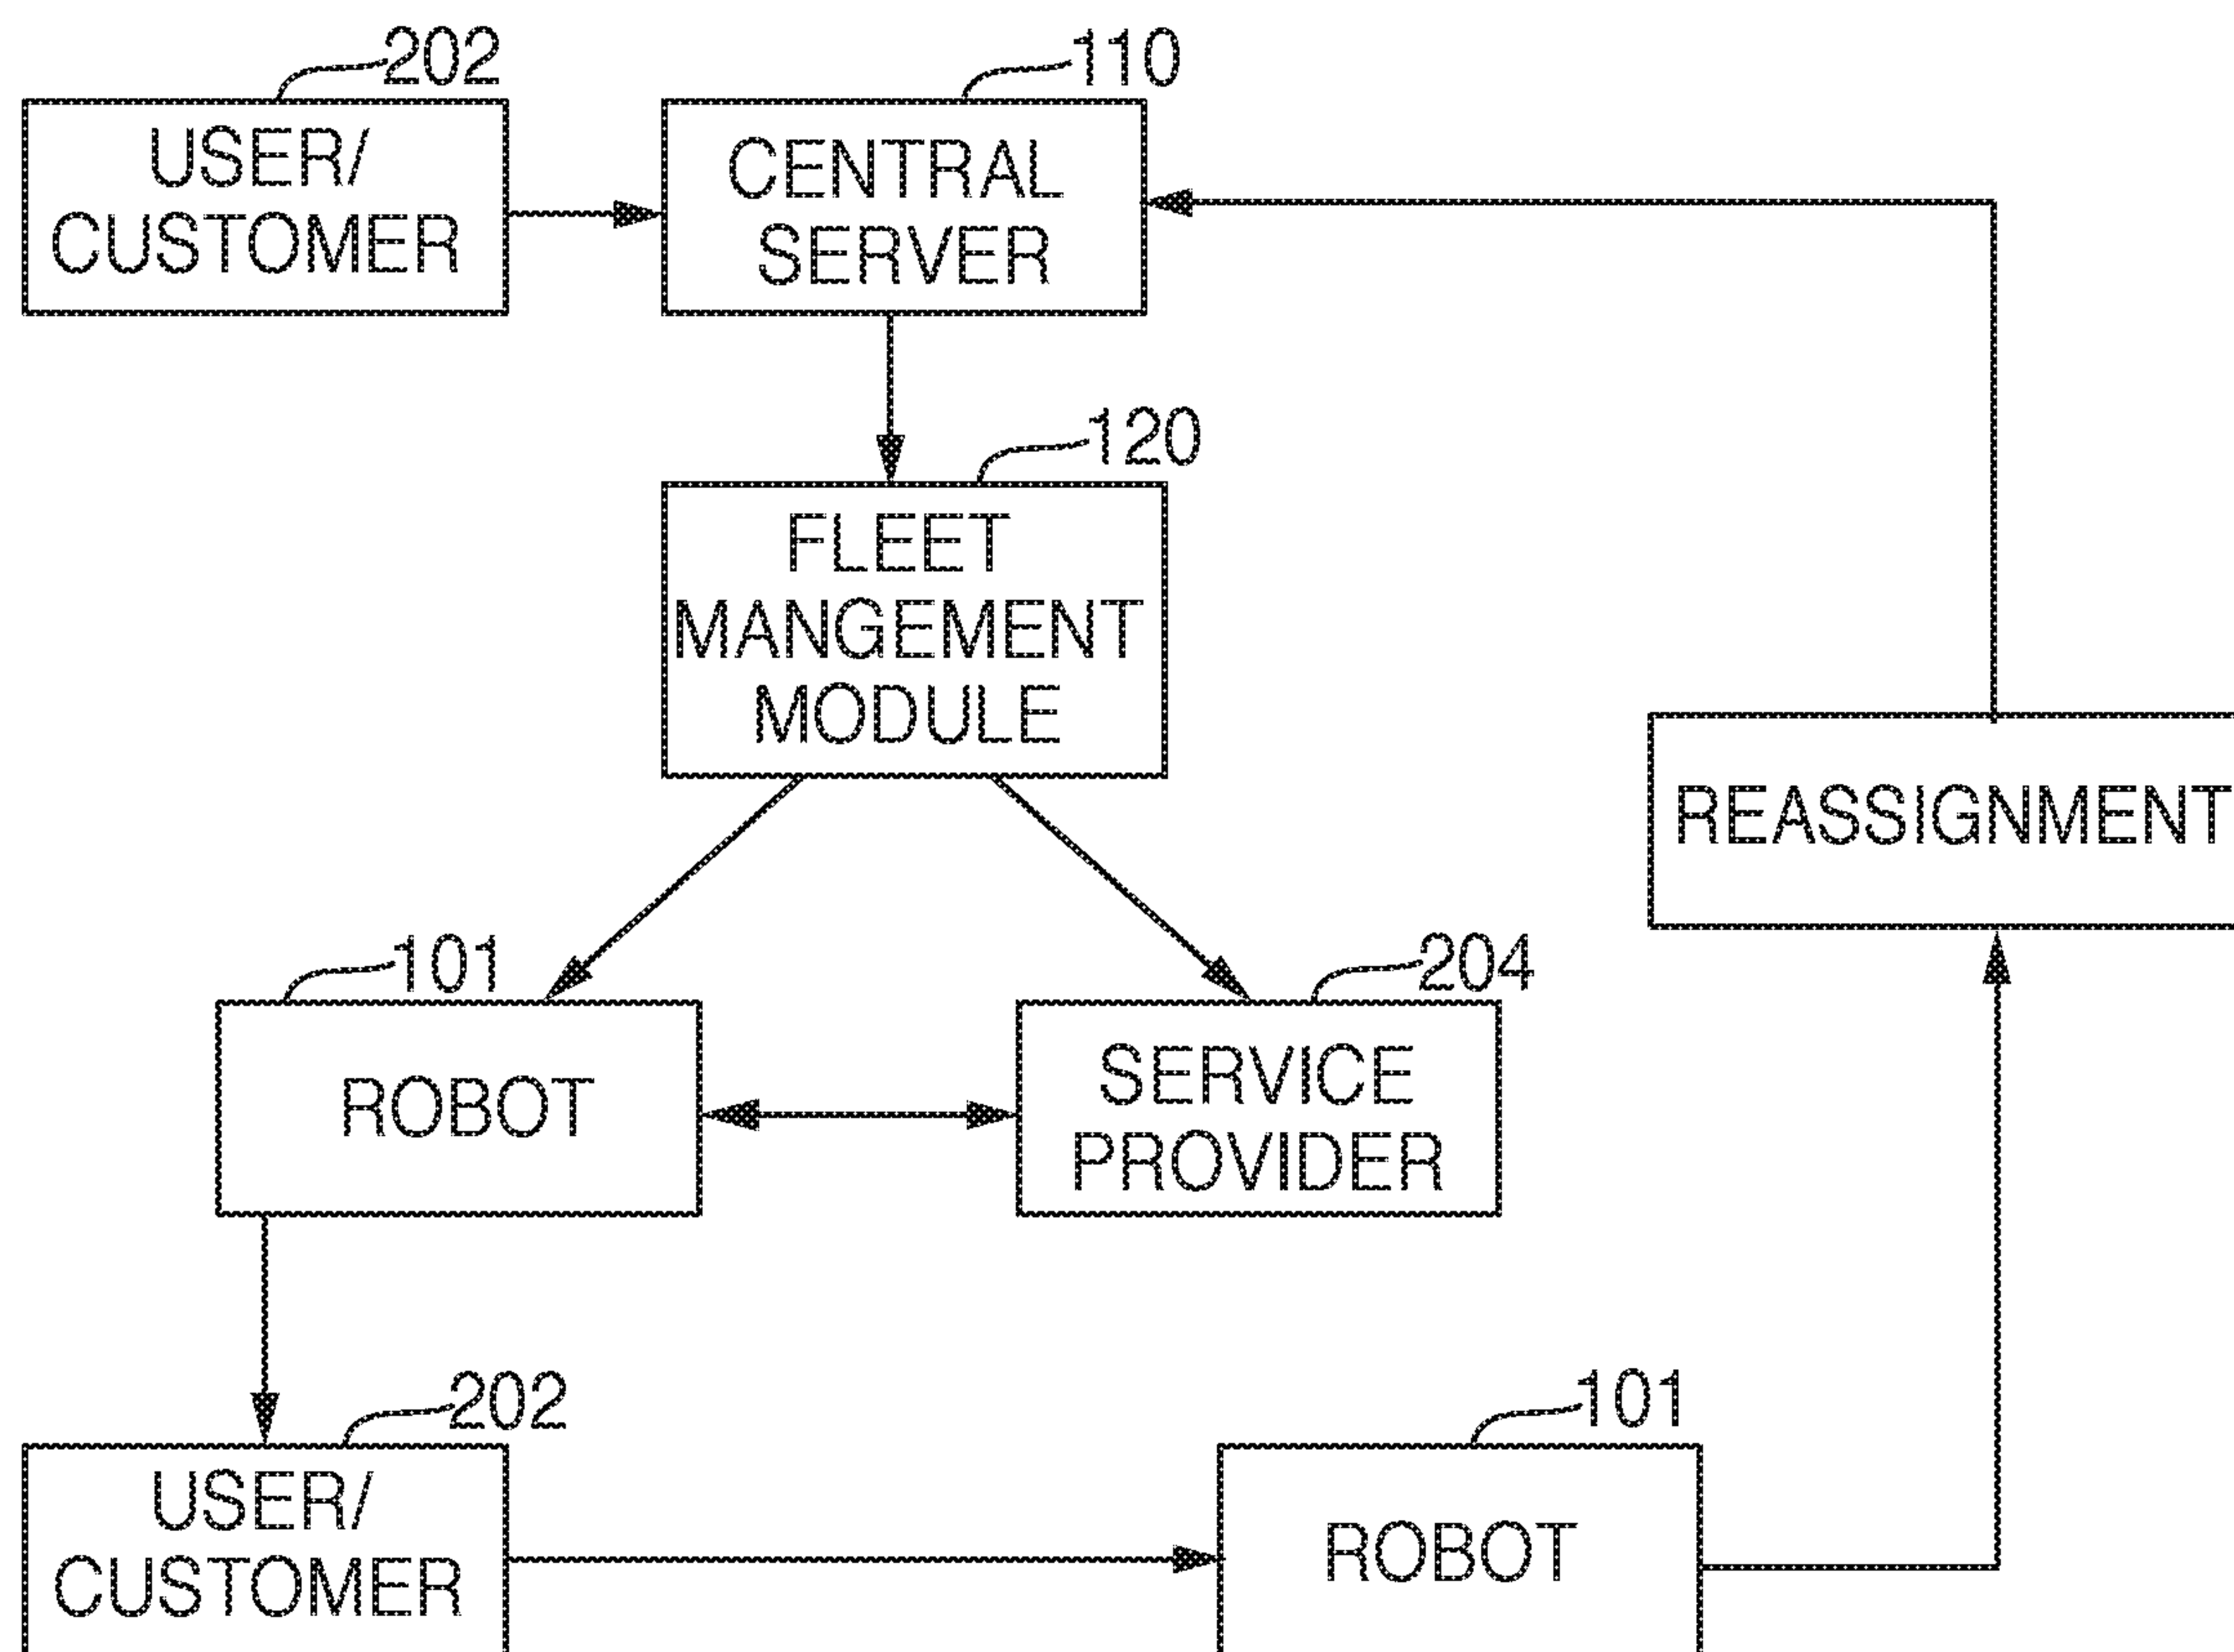 202
110
USER/
CUSTOMER
CENTRAL
SERVER
120
FLEET
MANGEMENT
MODULE
REASSIGNMENT
101
204
ROBOT
SERVICE
PROVIDER
202
101
USER/
CUSTOMER
ROBOT